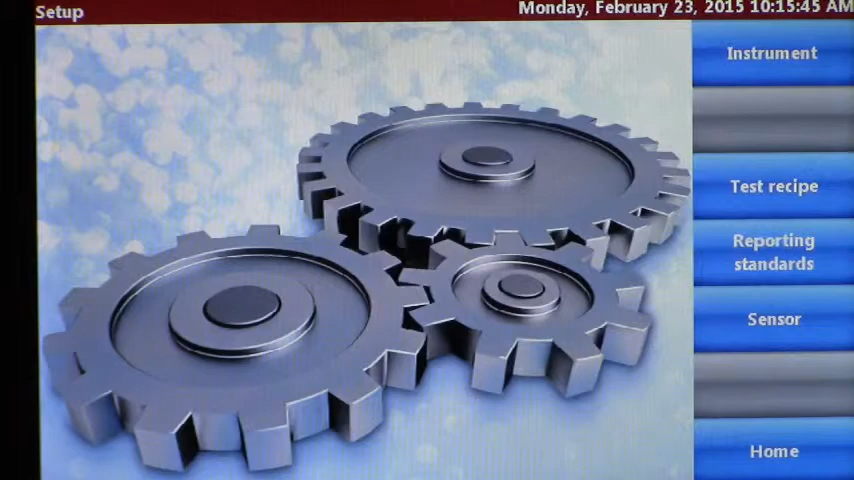 Setup
Monday, February 23, 2015 10:15:45 AM
Instrument
Test recipe
Reporting
standards
Sensor
Home